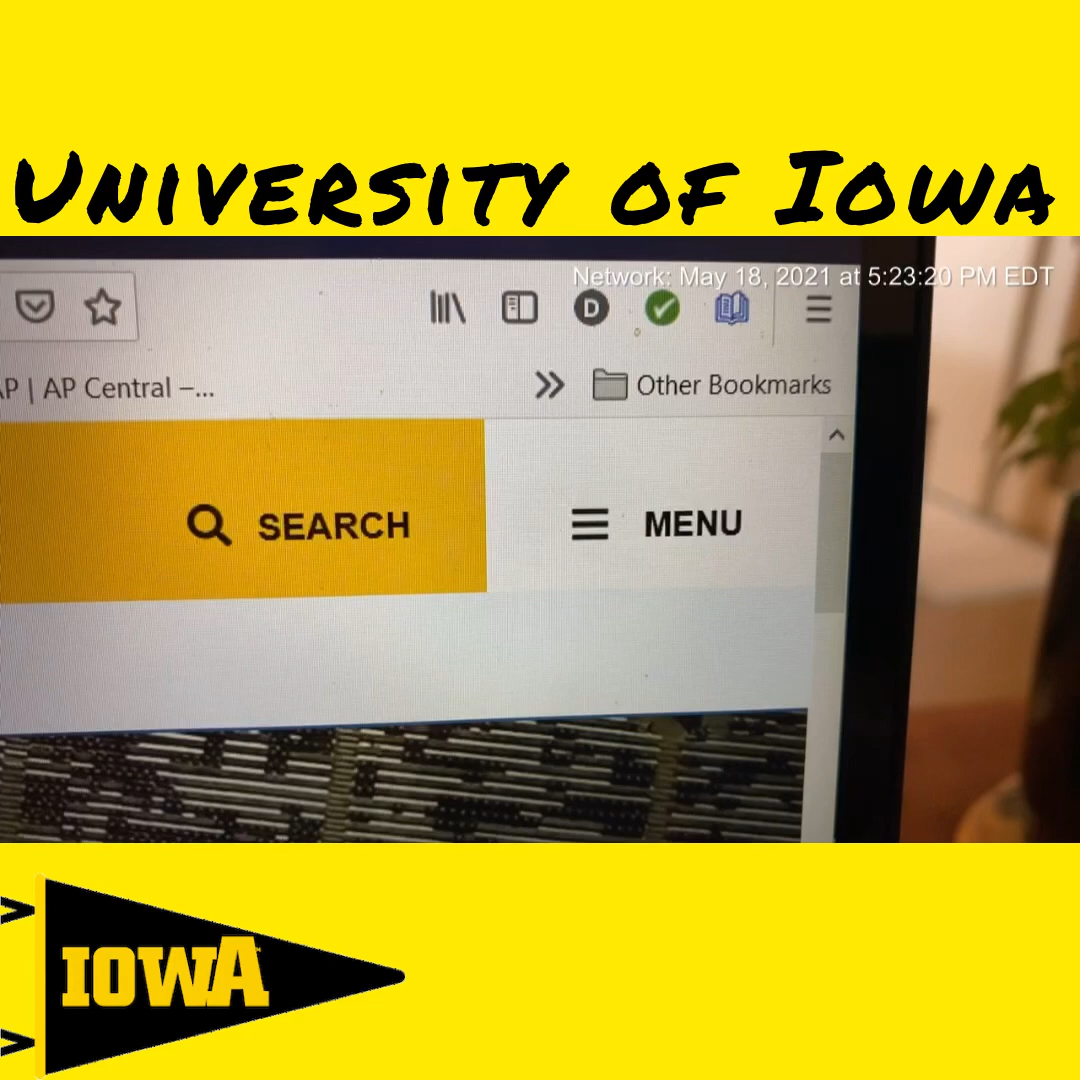 UNIVERSITY OF IOWA
Network: May 18, 2021 at 5:23:20 PM EDT
D
AP | AP Central –...
Other Bookmarks
SEARCH
MENU
IOWA